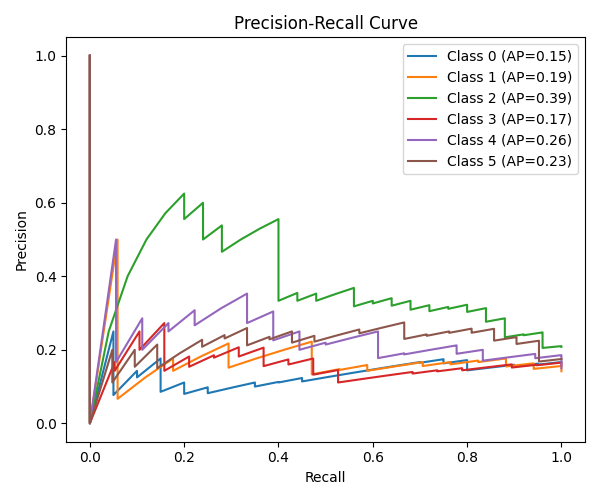 Precision-Recall Curve
Class 0 (AP=0.15)
Class 1 (AP=0.19)
Class 2 (AP=0.39)
Class 3 (AP=0.17)
Class 4 (AP=0.26)
Class 5 (AP=0.23)
Precision
1.0
0.8
0.6
0.4
0.2
0.0
0.0 0.2 0.4 0.6 0.8 1.0
Recall